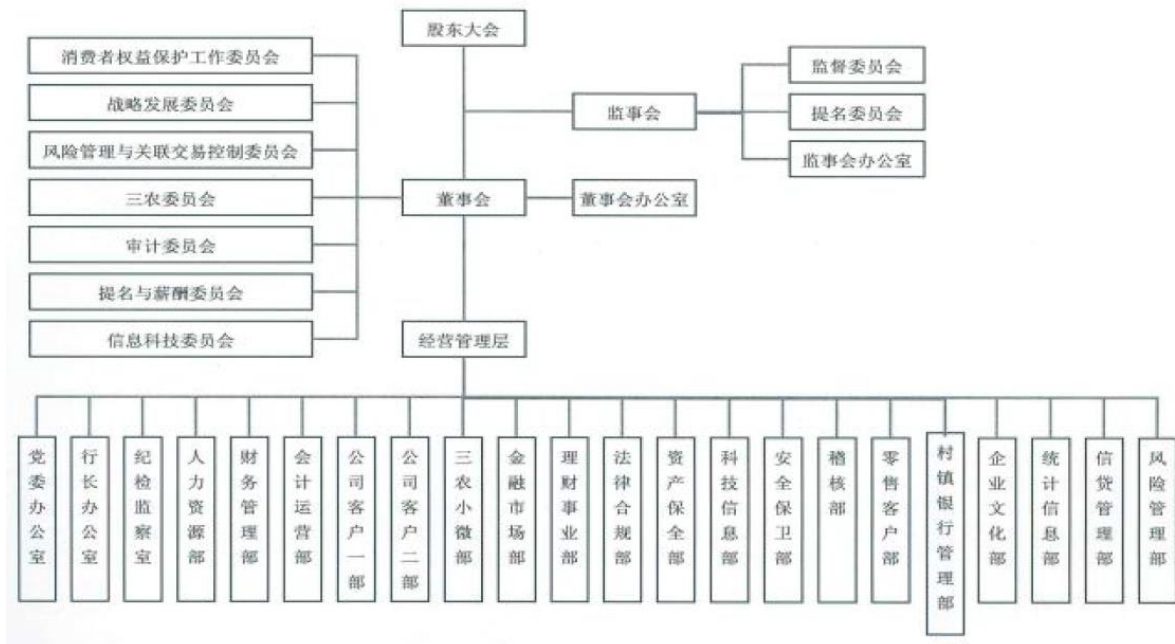 股东大会
消费者权益保护工作委员会
战略发展委员会
风险管理与关联交易控制委员会
三农委员会
审计委员会
提名与薪酬委员会
信息科技委员会
监事会
监督委员会
提名委员会
监事会办公室
董事会
董事会办公室
经营管理层
党委办公室
行长办公室
纪检监察室
人力资源部
财务管理部
会计运营部
公司客户一部
公司客户二部
三农小微部
金融市场部
理财事业部
法律合规部
资产保全部
科技信息部
安全保卫部
稽核部
零售客户部
村镇银行管理部
企业文化部
统计信息部
信贷管理部
风险管理部